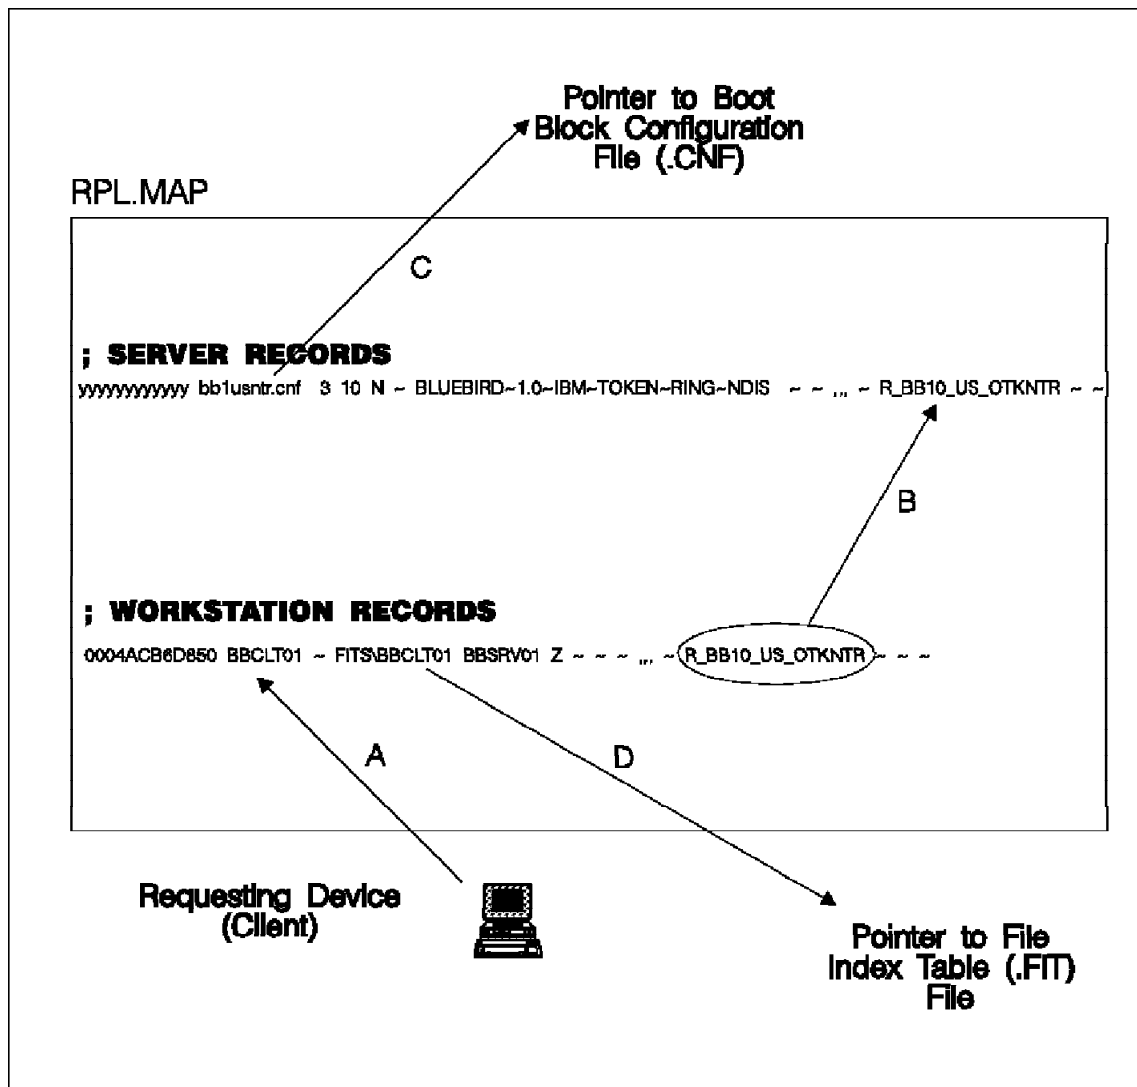 Pointer to Boot
Block Configuration
File (.CNF)
RPL.MAP
C
; SERVER RECORDS
yyyyyyyyyyyy bb1usntr.cnf 3 10 N ~ BLUEBIRD~1.0~IBM~TOKEN~RING~NDIS ~ ~ ,,, ~ R_BB10_US_OTKNTR ~ ~
B
; WORKSTATION RECORDS
0004ACB6D850 BBCLT01 ~ FITS\BBCLT01 BBSRV01 Z ~ ~ ~ ,,, ~ R_BB10_US_OTKNTR ~ ~ ~
A
D
Requesting Device
(Client)
Pointer to File
Index Table (.FIT)
File